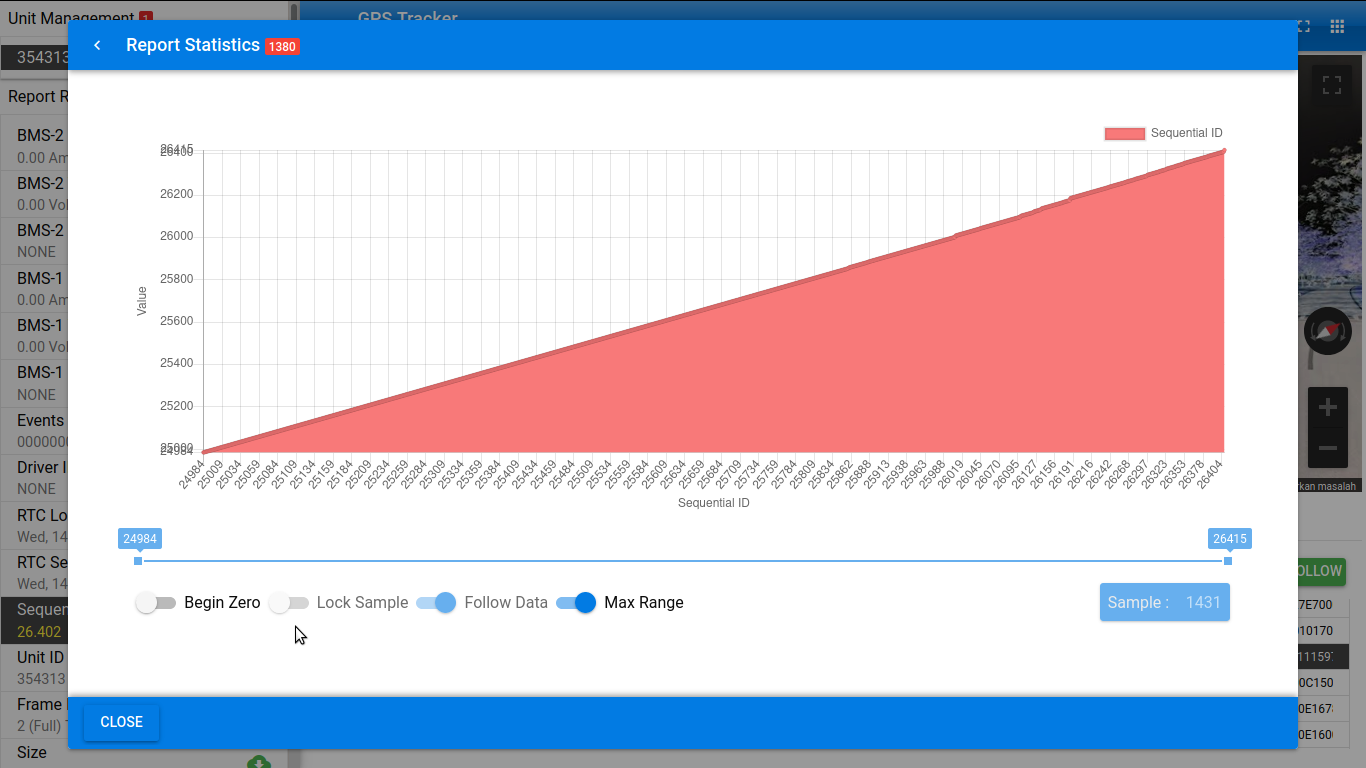 Unit Management 1
GPS Tracker
Report Statistics 1380
354313
Report R
BMS-2
0.00 Am
BMS-2
0.00 Vol
BMS-2
NONE
BMS-1
0.00 Am
BMS-1
0.00 Vol
BMS-1
NONE
Events
0000000
Driver I
NONE
RTC Lo
Wed, 14
RTC Se
Wed, 14
Sequen
26.402
Unit ID
354313
Frame
2 (Full)
Size
Sequential ID
26415
26400
26200
26000
25800
25600
25400
25200
25000
24984
Value
24984 25009 25034 25059 25084 25109 25134 25159 25184 25209 25234 25259 25284 25309 25334 25359 25384 25409 25434 25459 25484 25509 25534 25559 25584 25609 25634 25659 25684 25709 25734 25759 25784 25809 25834 25862 25888 25913 25938 25963 25988 26019 26045 26070 26095 26127 26156 26191 26216 26242 26268 26297 26323 26353 26378 26404
Sequential ID
24984 26415
Begin Zero Lock Sample Follow Data Max Range Sample : 1431
CLOSE
kan masalah
OLLOW
7E700
010170
11159
0C150
0E167
0E160